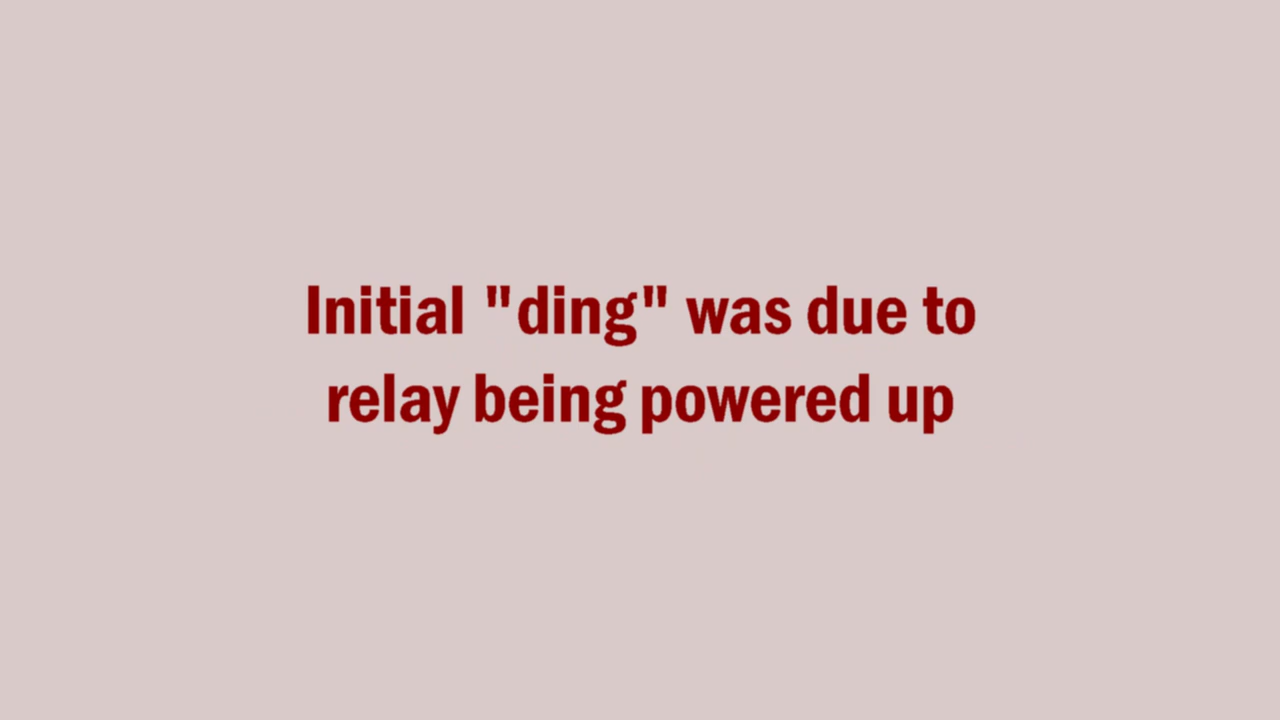 Initial "ding" was due to
relay being powered up